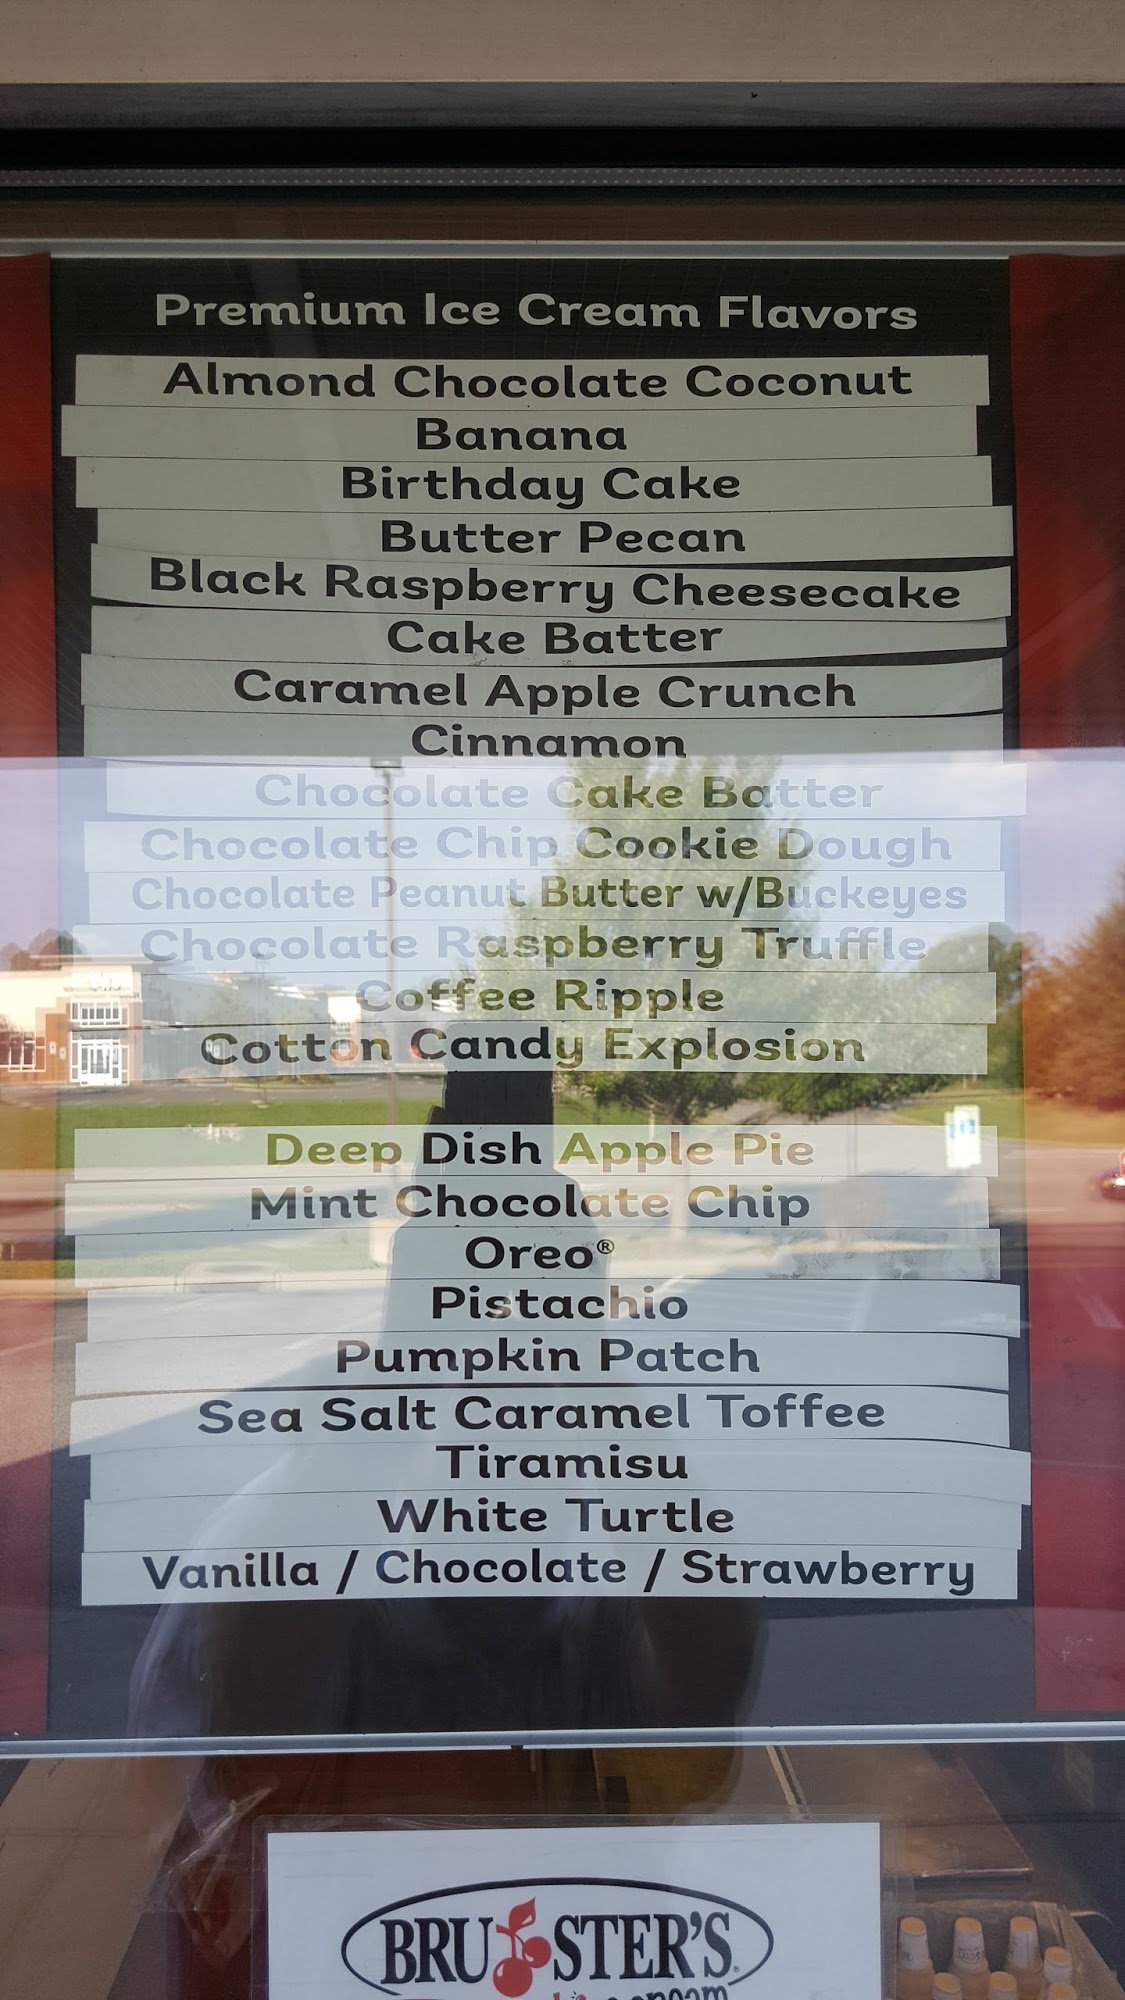 Premium Ice Cream Flavors
Almond Chocolate Coconut
Banana
Birthday Cake
Butter Pecan
Black Raspberry Cheesecake
Cake Batter
Caramel Apple Crunch
Cinnamon
Chocolate Cake Batter
Chocolate Chip Cookie Dough
Chocolate Peanut Butter w/Buckeyes
Chocolate Raspberry Truffle
Coffee Ripple
Cotton Candy Explosion
Deep Dish Apple Pie
Mint Chocolate Chip
Oreo®
Pistachio
Pumpkin Patch
Sea Salt Caramel Toffee
Tiramisu
White Turtle
Vanilla / Chocolate / Strawberry
BRUSTER'S